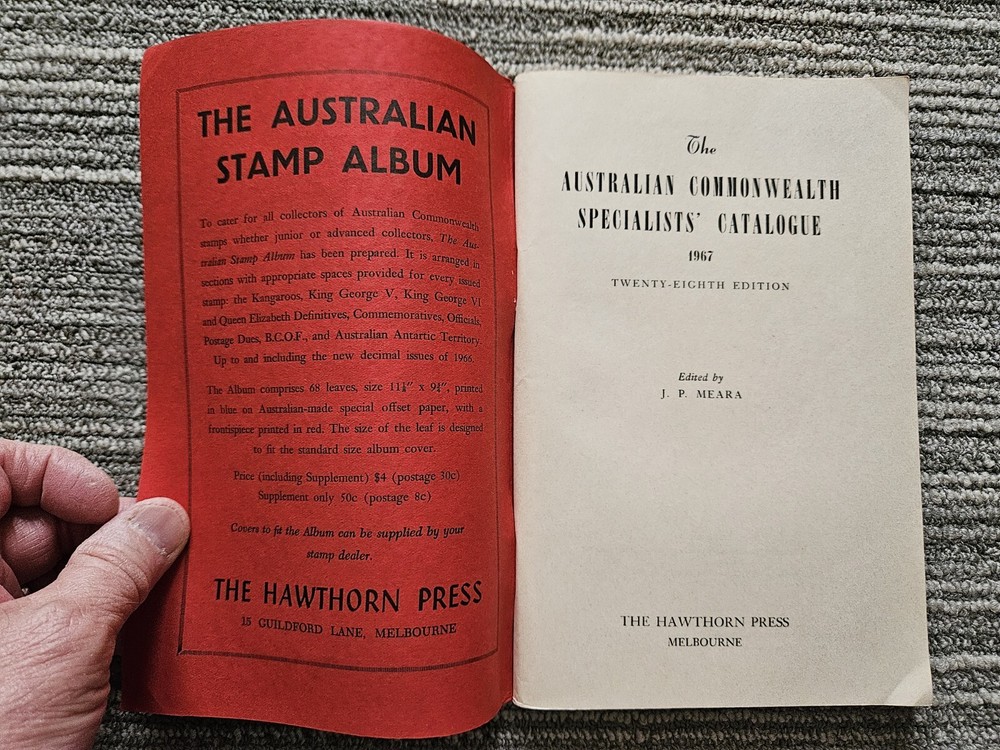 THE AUSTRALIAN
STAMP ALBUM
To cater for all collectors of Australian Commonwealth
stamps whether junior or advanced collectors, The Aus-
tralian Stamp Album has been prepared. It is arranged in
sections with appropriate spaces provided for every issued
stamp: the Kangaroos, King George V, King George VI
and Queen Elizabeth Definitives, Commemoratives, Officials,
Postage Dues, B.C.O.F., and Australian Antartic Territory.
Up to and including the new decimal issues of 1966.
The Album comprises 68 leaves, size x printed
in blue on Australian-made special offset paper, with a
frontispiece printed in red. The size of the leaf is designed
to fit the standard size album cover.
Price (including Supplement) $4 (postage 30c)
Supplement only 50c (postage 8c)
Covers to fit the Album can be supplied by your
stamp dealer.
THE HAWTHORN PRESS
15 GUILDFORD LANE, MELBOURNE
The
AUSTRALIAN COMMONWEALTH
SPECIALISTS' CATALOGUE
1967
TWENTY-EIGHTH EDITION
Edited by
J. P. MEARA
THE HAWTHORN PRESS
MELBOURNE